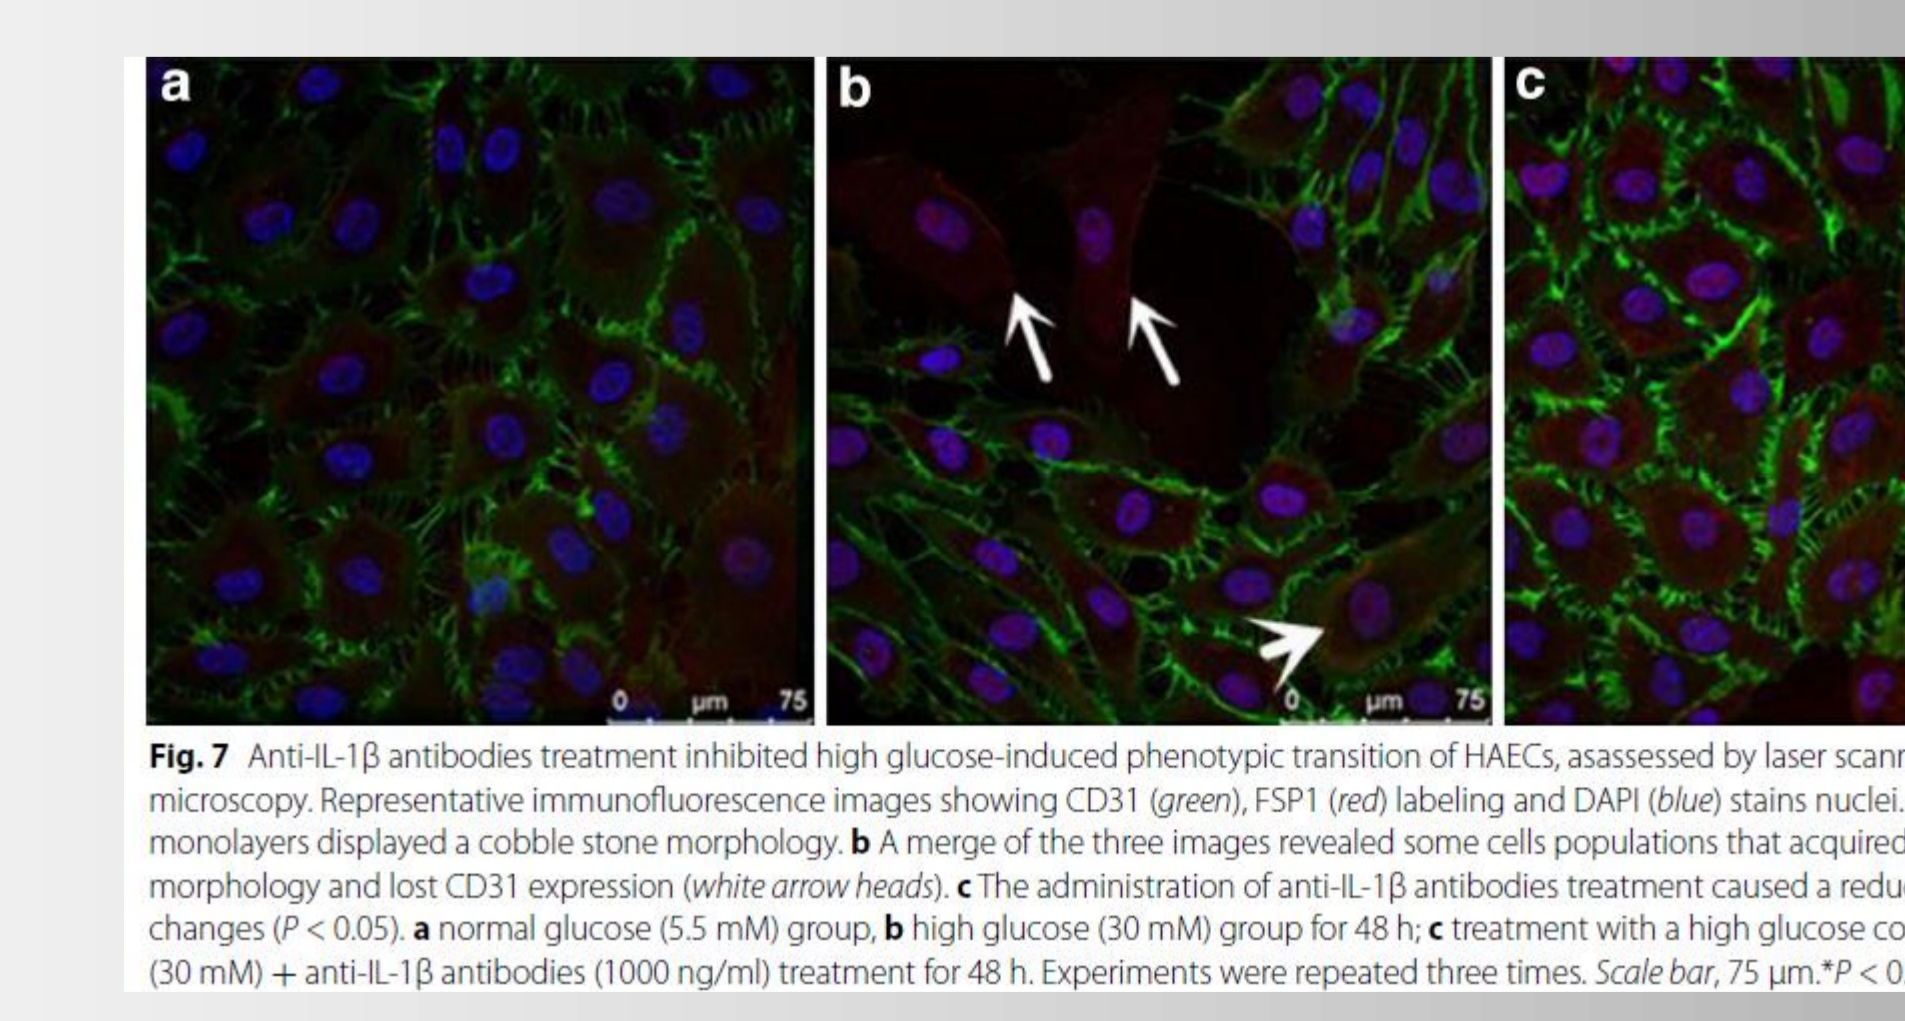 a b c
0 µm 75 0 µm 75
Fig. 7 Anti-IL-1β antibodies treatment inhibited high glucose-induced phenotypic transition of HAECs, asassessed by laser scann
microscopy. Representative immunofluorescence images showing CD31 (green), FSP1 (red) labeling and DAPI (blue) stains nuclei.
monolayers displayed a cobble stone morphology. b A merge of the three images revealed some cells populations that acquired
morphology and lost CD31 expression (white arrow heads). c The administration of anti-IL-1β antibodies treatment caused a redu
changes (P < 0.05). a normal glucose (5.5 mM) group, b high glucose (30 mM) group for 48 h; c treatment with a high glucose co
(30 mM) + anti-IL-1β antibodies (1000 ng/ml) treatment for 48 h. Experiments were repeated three times. Scale bar, 75 µm.*P < 0.